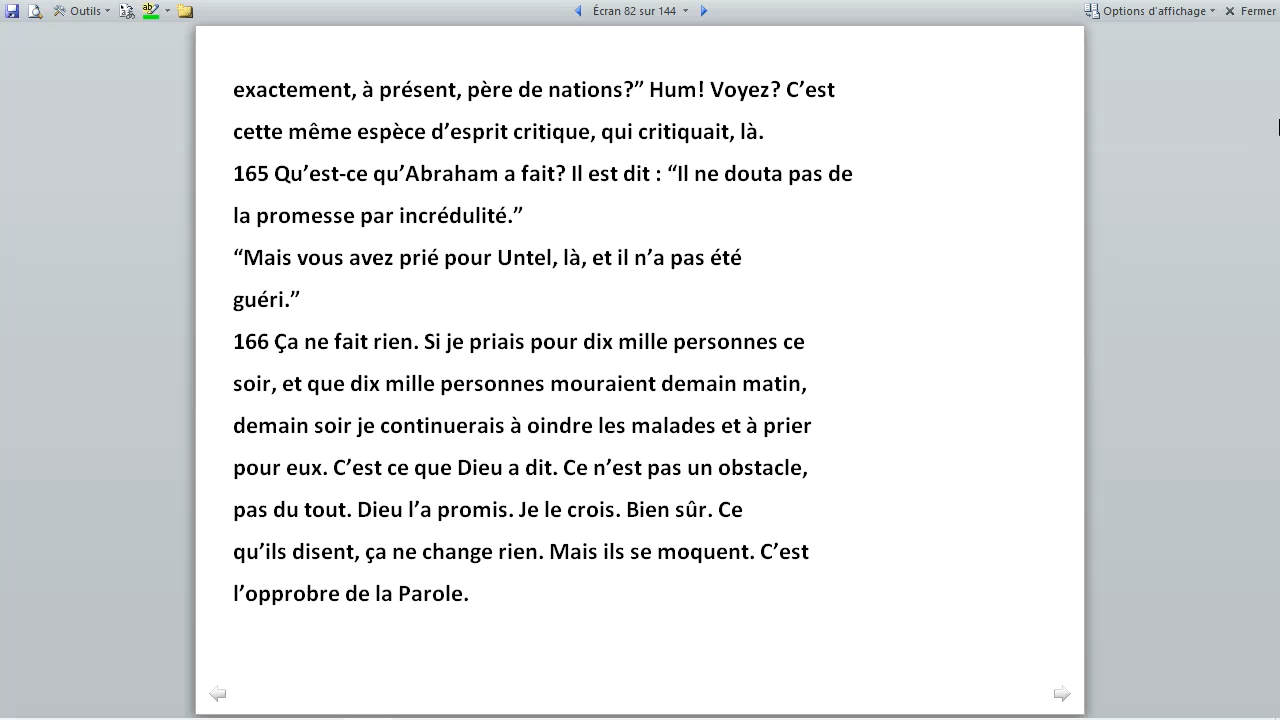 Outils
Écran 82 sur 144
Options d'affichage
Fermer
exactement, à présent, père de nations?” Hum! Voyez? C’est
cette même espèce d’esprit critique, qui critiquait, là.
165 Qu’est-ce qu’Abraham a fait? Il est dit : “Il ne douta pas de
la promesse par incrédulité.”
“Mais vous avez prié pour Untel, là, et il n’a pas été
guéri.”
166 Ça ne fait rien. Si je priais pour dix mille personnes ce
soir, et que dix mille personnes mouraient demain matin,
demain soir je continuerais à oindre les malades et à prier
pour eux. C’est ce que Dieu a dit. Ce n’est pas un obstacle,
pas du tout. Dieu l’a promis. Je le crois. Bien sûr. Ce
qu’ils disent, ça ne change rien. Mais ils se moquent. C’est
l’opprobre de la Parole.